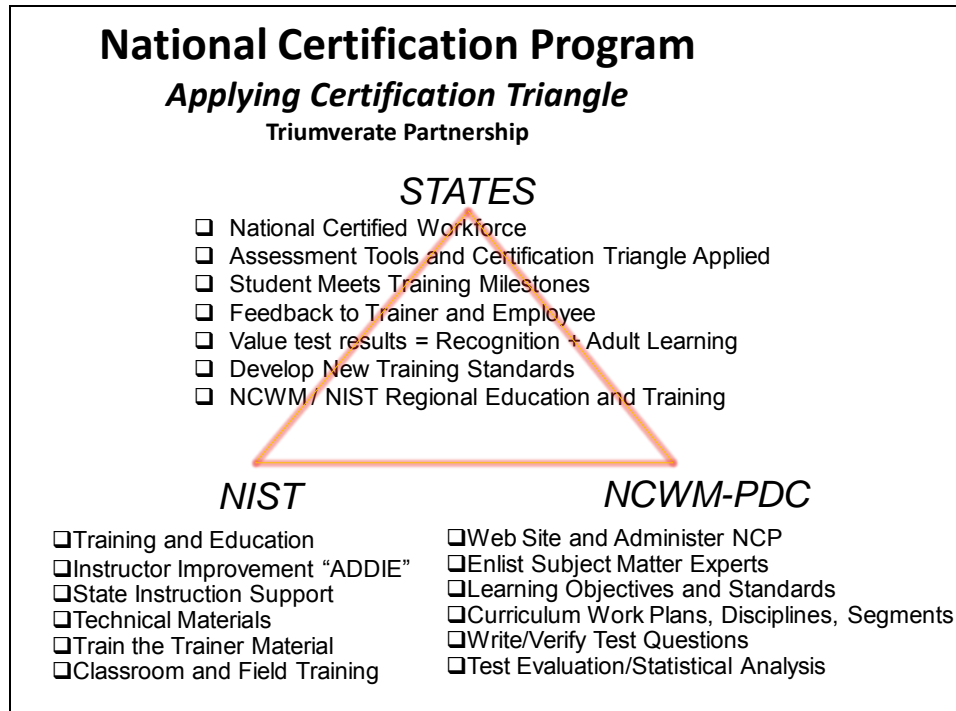 National Certification Program
Applying Certification Triangle
Triumverate Partnership
STATES
❑ National Certified Workforce
❑ Assessment Tools and Certification Triangle Applied
❑ Student Meets Training Milestones
❑ Feedback to Trainer and Employee
❑ Value test results = Recognition + Adult Learning
❑ Develop New Training Standards
❑ NCWM / NIST Regional Education and Training
NIST
❑Training and Education
❑Instructor Improvement “ADDIE”
❑State Instruction Support
❑Technical Materials
❑Train the Trainer Material
❑Classroom and Field Training
NCWM-PDC
❑Web Site and Administer NCP
❑Enlist Subject Matter Experts
❑Learning Objectives and Standards
❑Curriculum Work Plans, Disciplines, Segments
❑Write/Verify Test Questions
❑Test Evaluation/Statistical Analysis